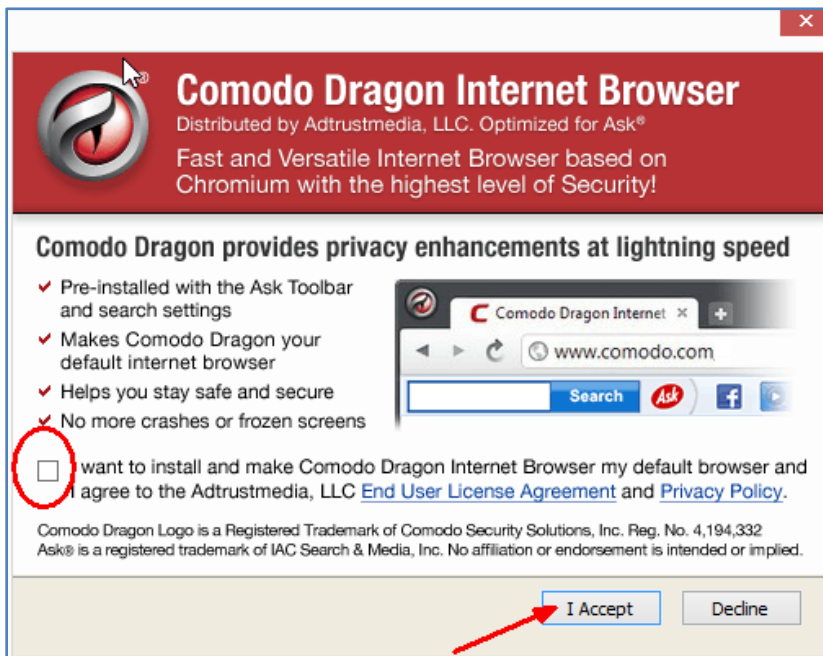 Comodo Dragon Internet Browser
Distributed by Adtrustmedia, LLC. Optimized for Ask®
Fast and Versatile Internet Browser based on
Chromium with the highest level of Security!
Comodo Dragon provides privacy enhancements at lightning speed
Pre-installed with the Ask Toolbar
and search settings
Makes Comodo Dragon your
default internet browser
Helps you stay safe and secure
No more crashes or frozen screens
Comodo Dragon Internet
www.comodo.com
Search Ask
I want to install and make Comodo Dragon Internet Browser my default browser and
I agree to the Adtrustmedia, LLC End User License Agreement and Privacy Policy.
Comodo Dragon Logo is a Registered Trademark of Comodo Security Solutions, Inc. Reg. No. 4,194,332
Ask® is a registered trademark of IAC Search & Media, Inc. No affiliation or endorsement is intended or implied.
I Accept Decline